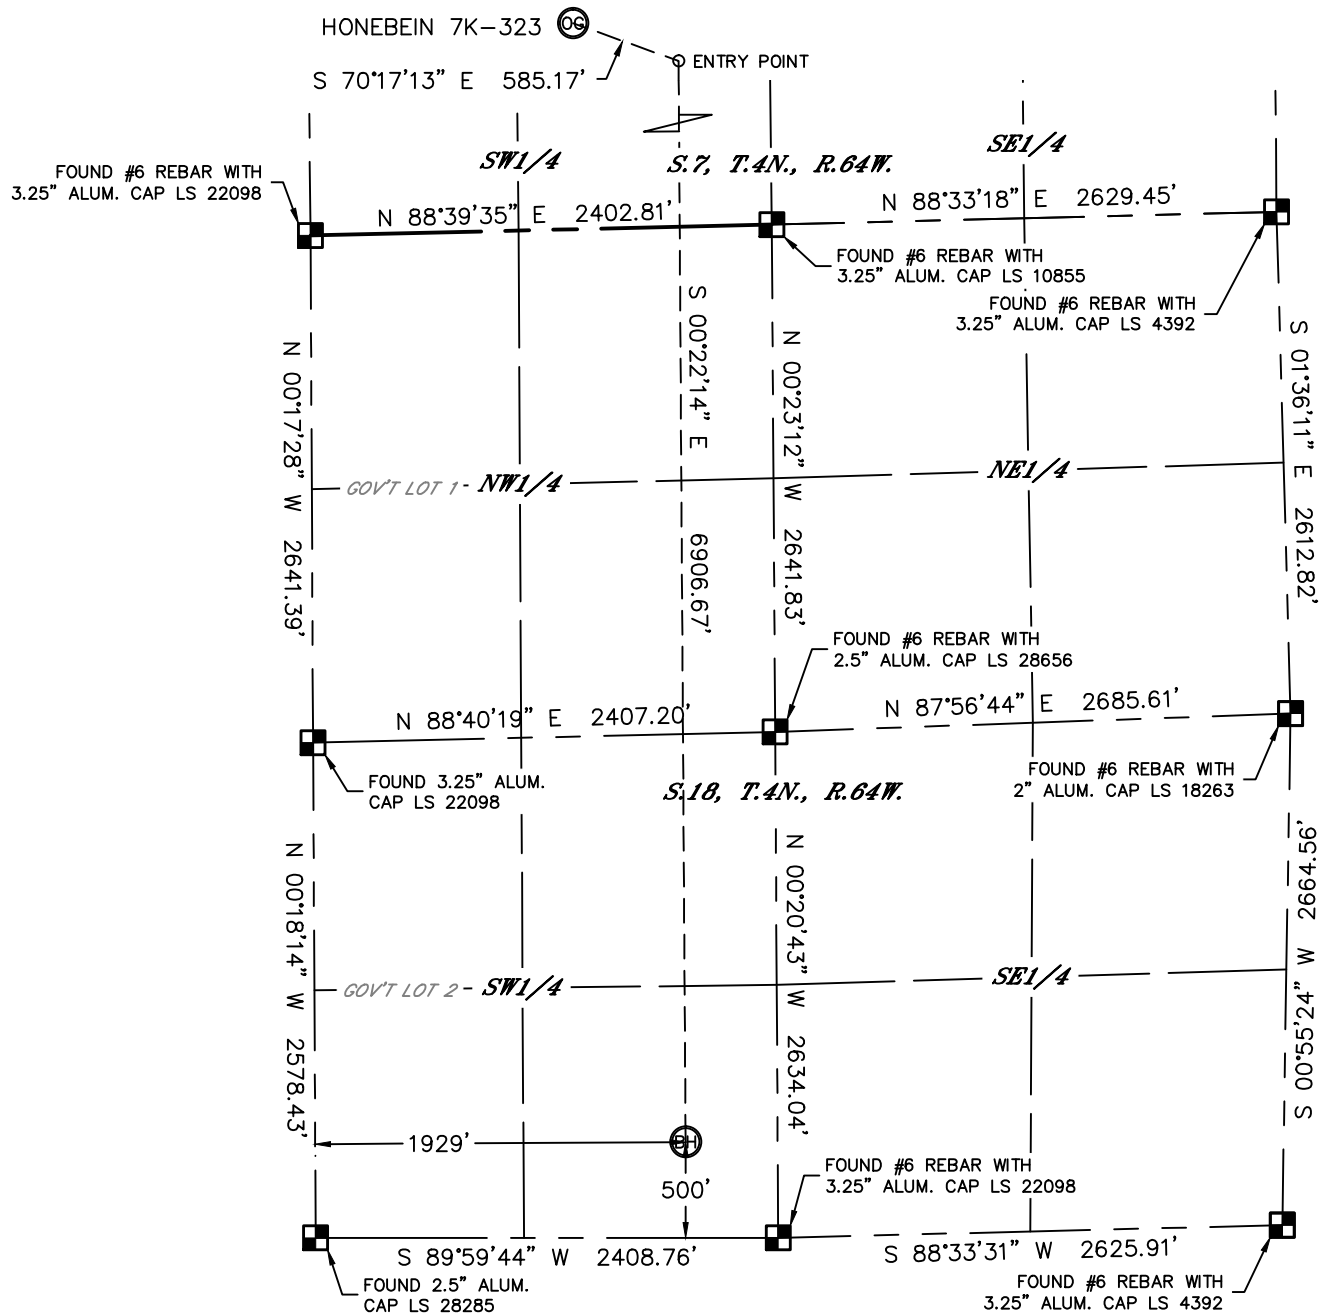 HONEBEIN 7K-323
OG
ENTRY POINT
S 70°17'13" E 585.17'
SW1/4
SE1/4
S.7, T.4N., R.64W.
FOUND #6 REBAR WITH
3.25" ALUM. CAP LS 22098
N 88°39'35" E 2402.81'
N 88°33'18" E 2629.45'
FOUND #6 REBAR WITH
3.25" ALUM. CAP LS 10855
FOUND #6 REBAR WITH
3.25" ALUM. CAP LS 4392
N 00°17'28" W 2641.39'
S 00°22'14" E 6906.67'
N 00°23'12" W 2641.83'
S 01°36'11" E 2612.82'
GOV'T LOT 1 - NW1/4
NE1/4
FOUND #6 REBAR WITH
2.5" ALUM. CAP LS 28656
N 88°40'19" E 2407.20'
N 87°56'44" E 2685.61'
FOUND 3.25" ALUM.
CAP LS 22098
S.18, T.4N., R.64W.
FOUND #6 REBAR WITH
2" ALUM. CAP LS 18263
N 00°18'14" W 2578.43'
N 00°20'43" W 2634.04'
S 00°55'24" W 2664.56'
GOV'T LOT 2 - SW1/4
SE1/4
1929'
BH
500'
FOUND #6 REBAR WITH
3.25" ALUM. CAP LS 22098
S 89°59'44" W 2408.76'
S 88°33'31" W 2625.91'
FOUND 2.5" ALUM.
CAP LS 28285
FOUND #6 REBAR WITH
3.25" ALUM. CAP LS 4392